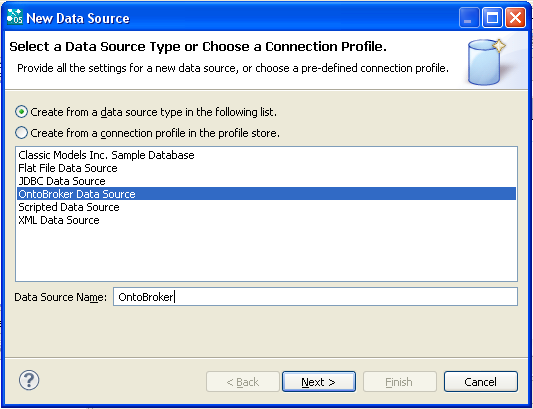 OS
New Data Source
Select a Data Source Type or Choose a Connection Profile.
Provide all the settings for a new data source, or choose a pre-defined connection profile.
Create from a data source type in the following list.
Create from a connection profile in the profile store.
Classic Models Inc. Sample Database
Flat File Data Source
JDBC Data Source
OntoBroker Data Source
Scripted Data Source
XML Data Source
Data Source Name: OntoBroker
?
< Back Next > Finish Cancel